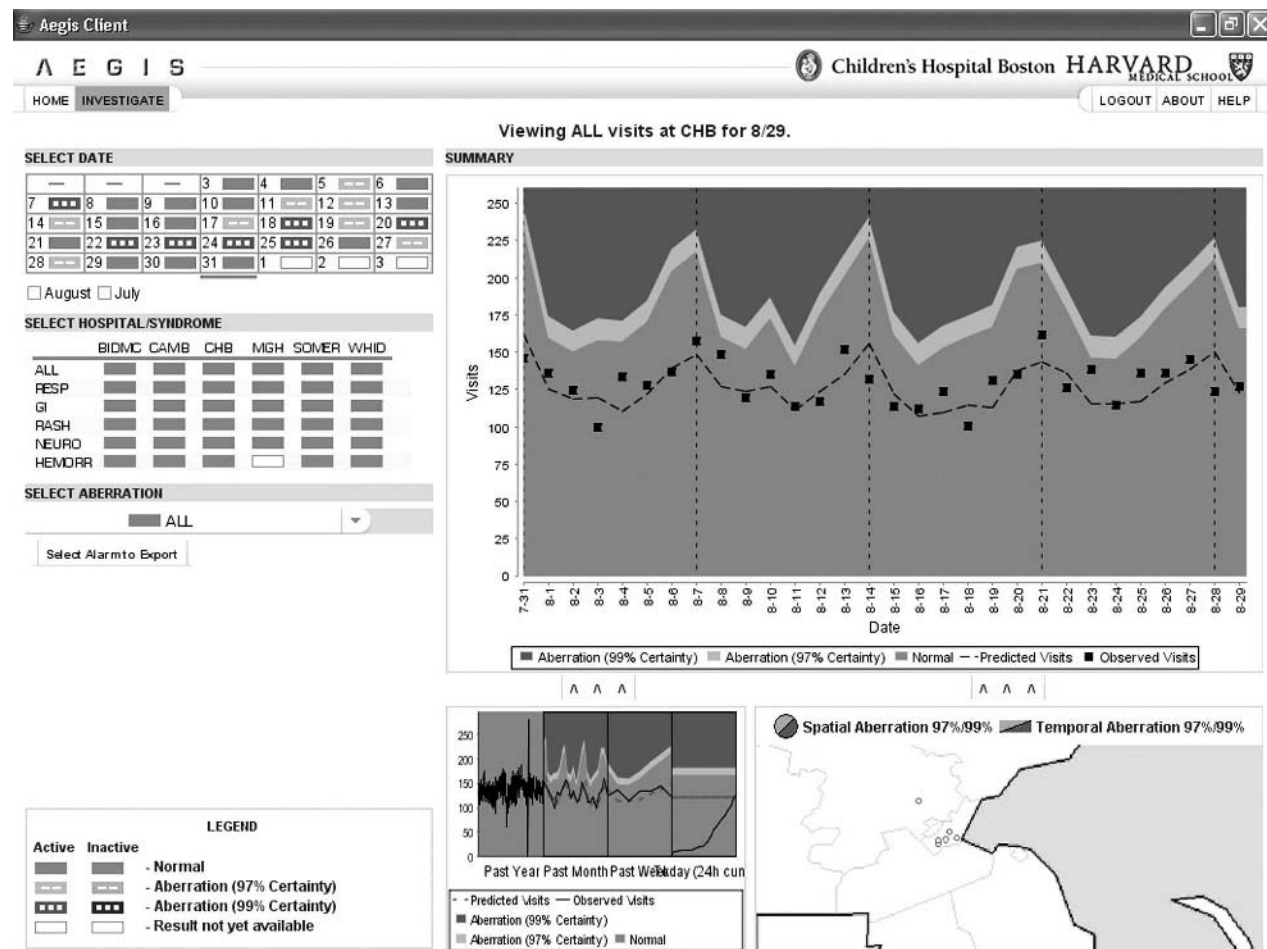 Aegis Client
AEGIS
Children's Hospital Boston HARVARD
MEDICAL SCHOOL
HOME INVESTIGATE
LOGOUT ABOUT HELP
Viewing ALL visits at CHB for 8/29.
SELECT DATE
— — — 3 4 5 6
7 8 9 10 11 12 13
14 15 16 17 18 19 20
21 22 23 24 25 26 27
28 29 30 31 1 2 3
August July
SELECT HOSPITAL/SYNDROME
BIDMC CAMB CHB MGH SOMER WHID
ALL
RESP
GI
RASH
NEURO
HEMORR
SELECT ABERRATION
ALL
Select Alarm to Export
SUMMARY
250
225
200
175
150
125
100
75
50
25
0
Visits
7-31 8-1 8-2 8-3 8-4 8-5 8-6 8-7 8-8 8-9 8-10 8-11 8-12 8-13 8-14 8-15 8-16 8-17 8-18 8-19 8-20 8-21 8-22 8-23 8-24 8-25 8-26 8-27 8-28 8-29
Date
Aberration (99% Certainty) Aberration (97% Certainty) Normal Predicted Visits Observed Visits
Λ Λ Λ
Λ Λ Λ
250
200
150
100
50
0
Past Year Past Month Past Week Today (24h cun
Predicted Visits Observed Visits
Aberration (99% Certainty)
Aberration (97% Certainty) Normal
Spatial Aberration 97%/99% Temporal Aberration 97%/99%
LEGEND
Active Inactive
- Normal
- Aberration (97% Certainty)
- Aberration (99% Certainty)
- Result not yet available